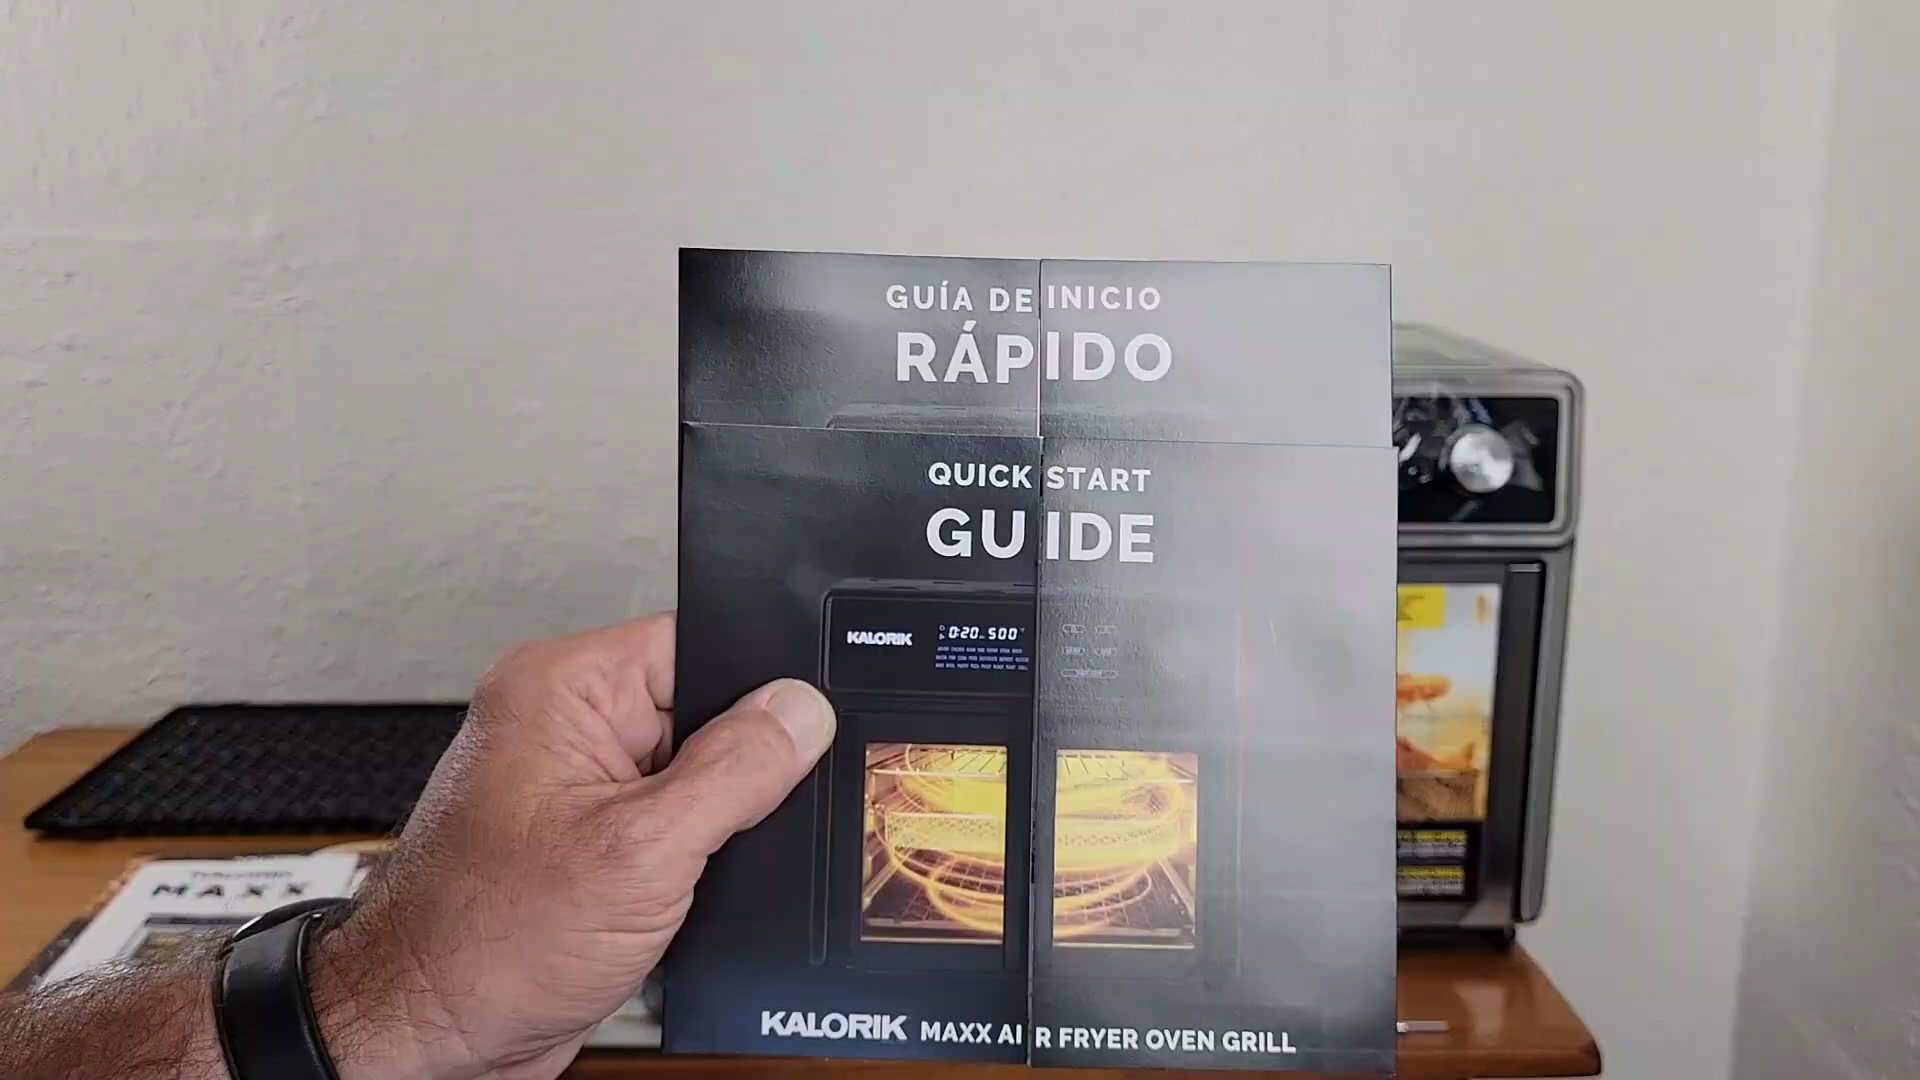 GUÍA DE INICIO
RÁPIDO
QUICK START
GUIDE
KALORIK
0:20 500
KALORIK MAXX AIR FRYER OVEN GRILL
MAXX